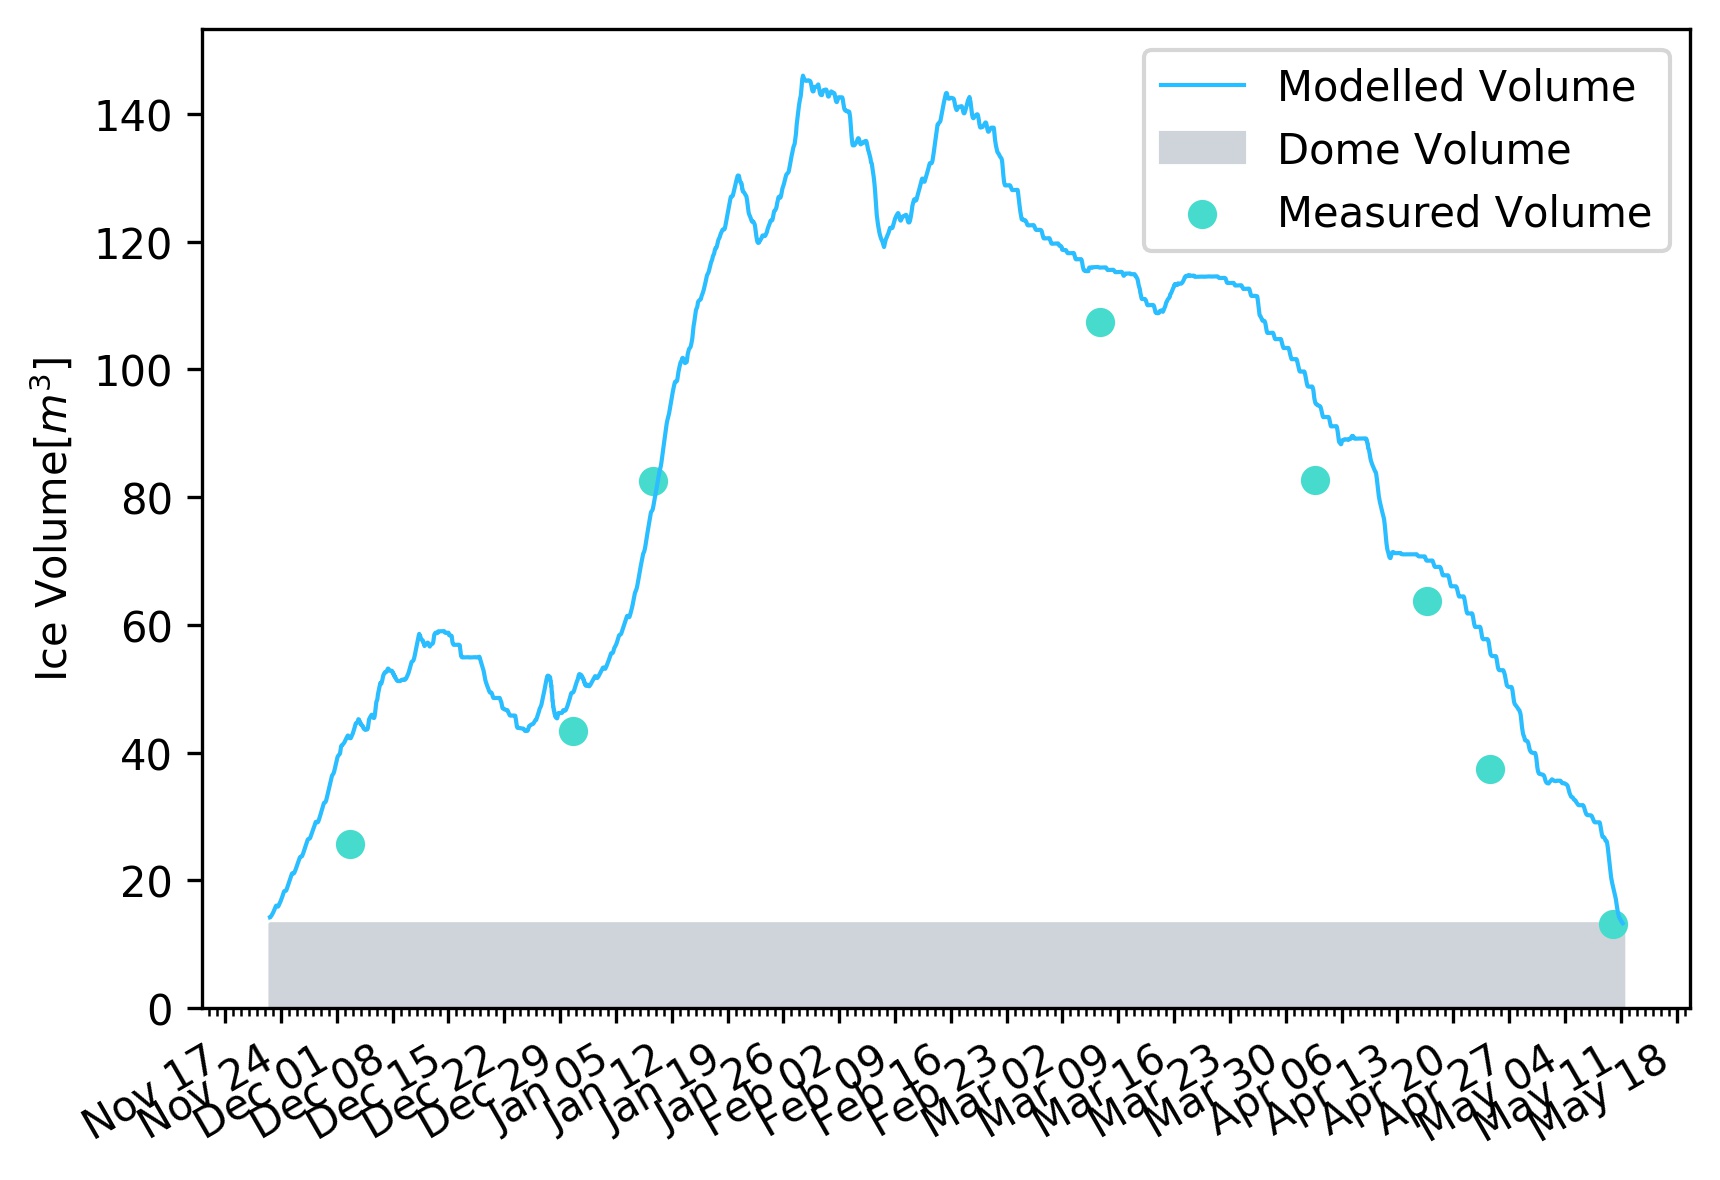 Modelled Volume
Dome Volume
Measured Volume
Ice Volume[m³]
140
120
100
80
60
40
20
0
Nov 17
Nov 24
Dec 01
Dec 08
Dec 15
Dec 22
Dec 29
Jan 05
Jan 12
Jan 19
Jan 26
Feb 02
Feb 09
Feb 16
Feb 23
Mar 02
Mar 09
Mar 16
Mar 23
Mar 30
Apr 06
Apr 13
Apr 20
Apr 27
May 04
May 11
May 18